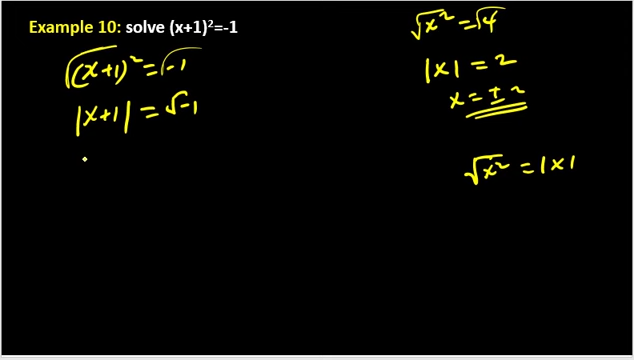 Example 10: solve (x+1)²=-1
√(x+1)² = √-1
|x+1| = √-1
√x² = √4
|x| = 2
x = ± 2
√x² = |x|